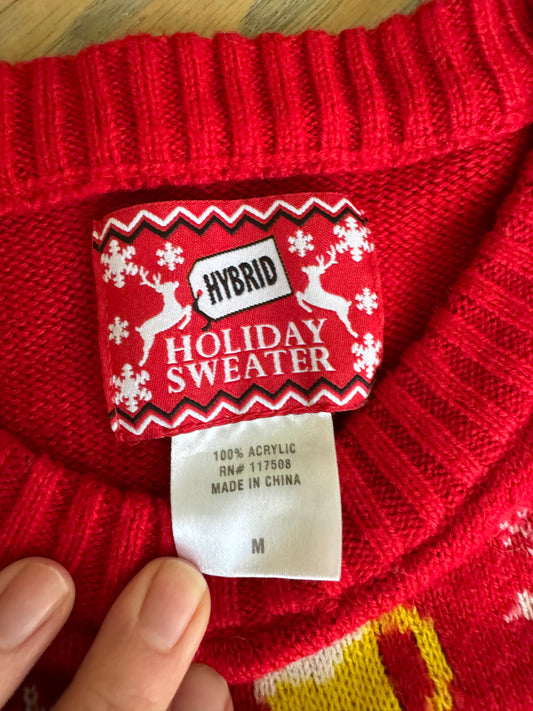 HYBRID
HOLIDAY
SWEATER
100% ACRYLIC
RN# 117508
MADE IN CHINA
M